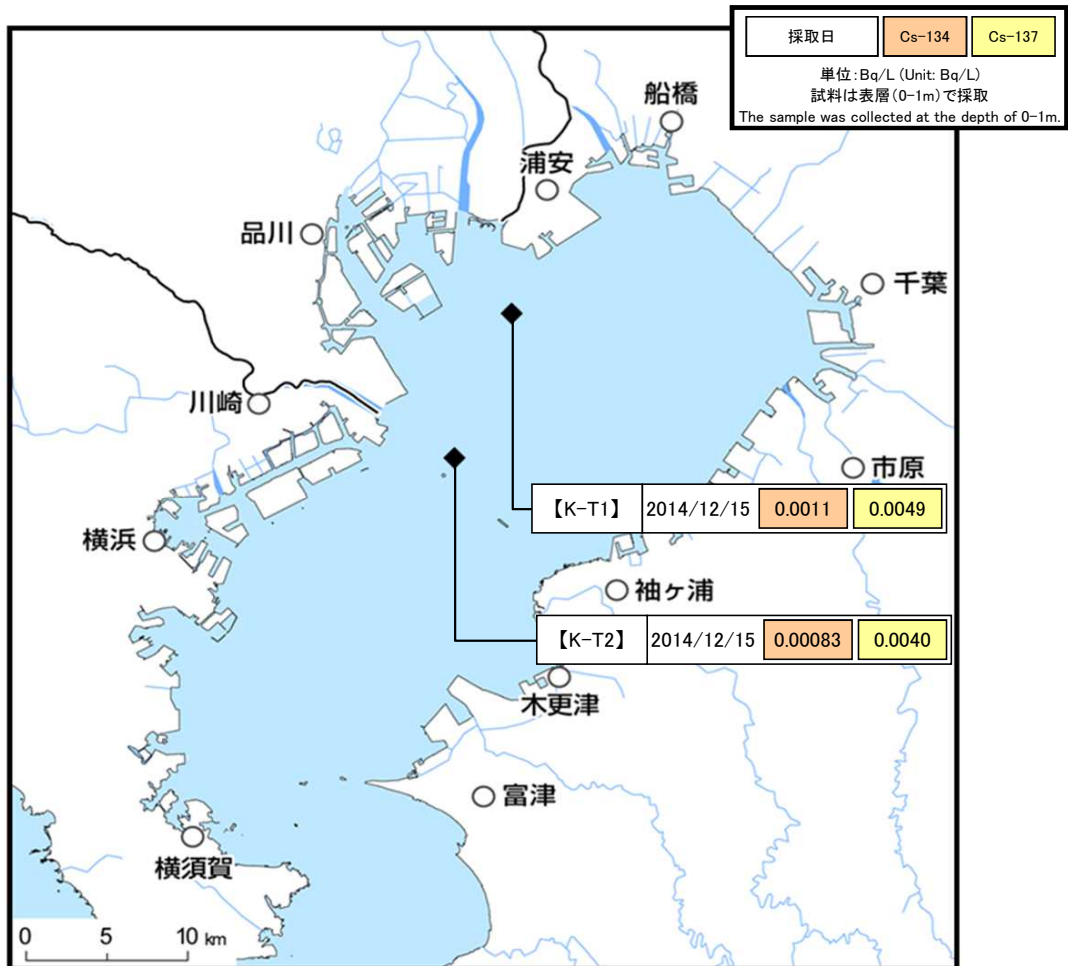 採取日 Cs-134 Cs-137
単位:Bq/L (Unit: Bq/L)
試料は表層(0-1m)で採取
The sample was collected at the depth of 0-1m.
船橋
浦安
品川
千葉
川崎
市原
【K-T1】 2014/12/15 0.0011 0.0049
横浜
袖ヶ浦
【K-T2】 2014/12/15 0.00083 0.0040
木更津
富津
横須賀
0 5 10 km